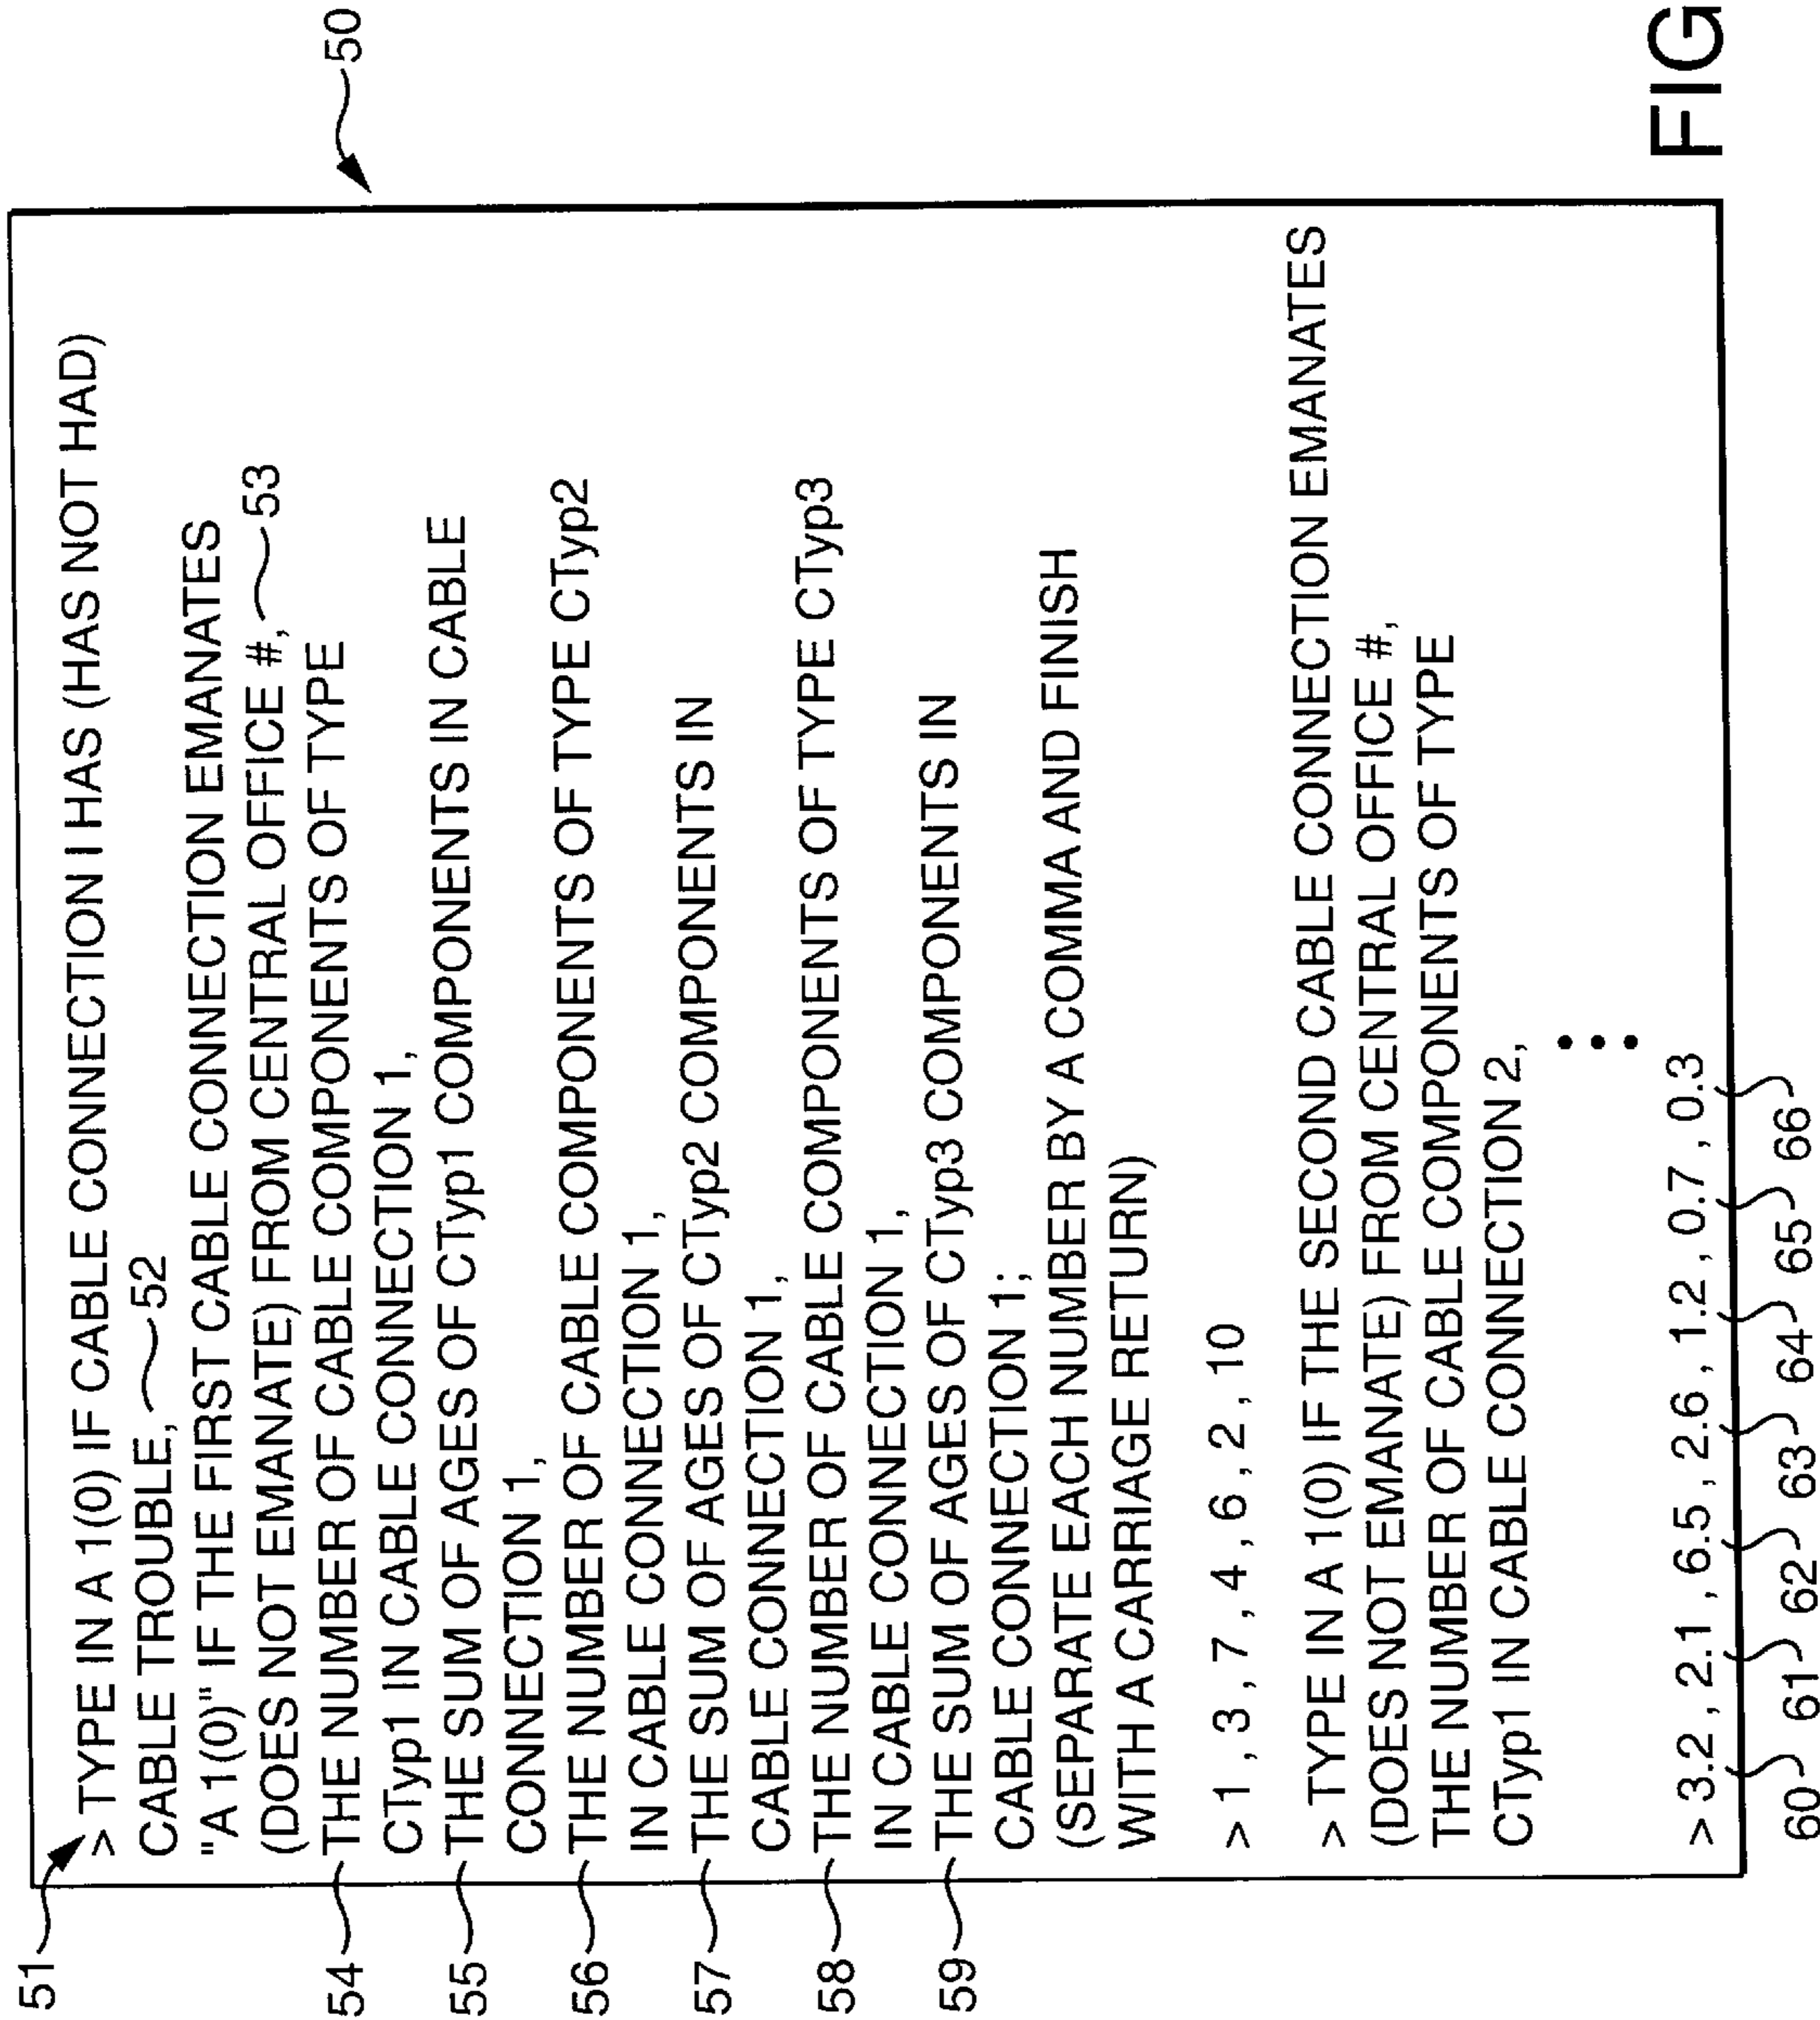 51
50
> TYPE IN A 1(0) IF CABLE CONNECTION I HAS (HAS NOT HAD)
CABLE TROUBLE, 52
"A 1(0)" IF THE FIRST CABLE CONNECTION EMANATES
(DOES NOT EMANATE) FROM CENTRAL OFFICE #, 53
54 THE NUMBER OF CABLE COMPONENTS OF TYPE
CTyp1 IN CABLE CONNECTION 1,
55 THE SUM OF AGES OF CTyp1 COMPONENTS IN CABLE
CONNECTION 1,
56 THE NUMBER OF CABLE COMPONENTS OF TYPE CTyp2
IN CABLE CONNECTION 1,
57 THE SUM OF AGES OF CTyp2 COMPONENTS IN
CABLE CONNECTION 1,
58 THE NUMBER OF CABLE COMPONENTS OF TYPE CTyp3
IN CABLE CONNECTION 1,
59 THE SUM OF AGES OF CTyp3 COMPONENTS IN
CABLE CONNECTION 1;
(SEPARATE EACH NUMBER BY A COMMA AND FINISH
WITH A CARRIAGE RETURN)
> 1 , 3 , 7 , 4 , 6 , 2 , 10
> TYPE IN A 1(0) IF THE SECOND CABLE CONNECTION EMANATES
(DOES NOT EMANATE) FROM CENTRAL OFFICE #,
THE NUMBER OF CABLE COMPONENTS OF TYPE
CTyp1 IN CABLE CONNECTION 2,
> 3.2 , 2.1 , 6.5 , 2.6 , 1.2 , 0.7 , 0.3
60 61 62 63 64 65 66
FIG